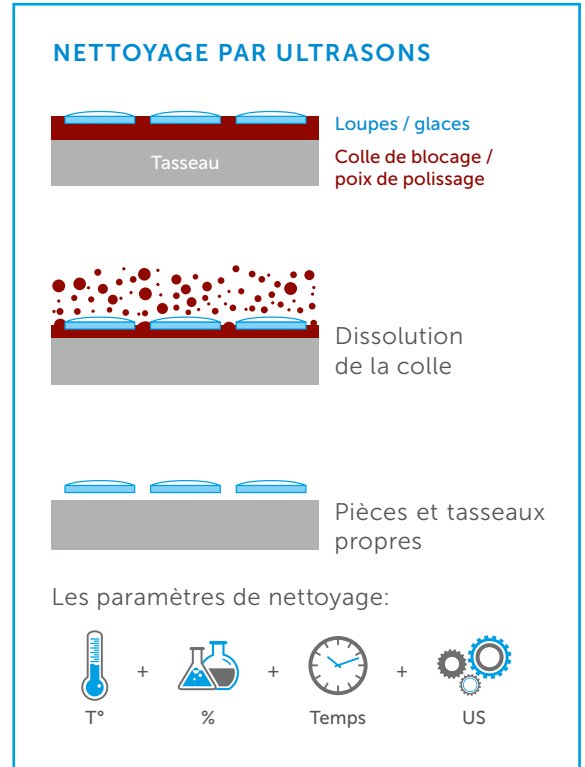 NETTOYAGE PAR ULTRASONS
Loupes / glaces
Tasseau
Colle de blocage /
poix de polissage
Dissolution
de la colle
Pièces et tasseaux
propres
Les paramètres de nettoyage:
+ + +
T° % Temps US